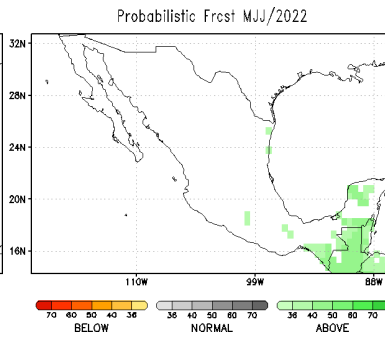 Probabilistic Frcst MJJ/2022
32N
28N
24N
20N
16N
110W 99W 88W
70 60 50 40 36 36 40 50 60 70 36 40 50 60 70
BELOW NORMAL ABOVE